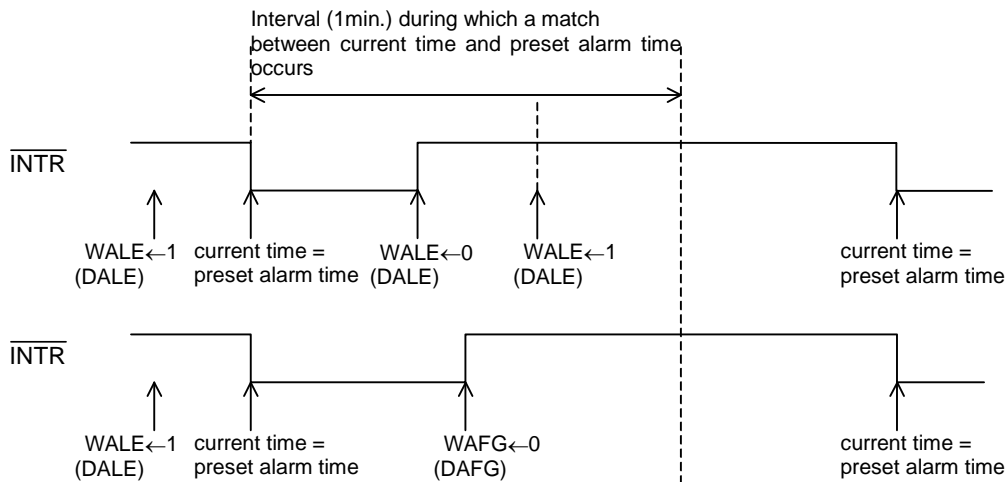 Interval (1min.) during which a match
between current time and preset alarm time
occurs
INTR
WALE←1 current time = WALE←0 WALE←1 current time =
(DALE) preset alarm time (DALE) (DALE) preset alarm time
INTR
WALE←1 current time = WAFG←0 current time =
(DALE) preset alarm time (DAFG) preset alarm time